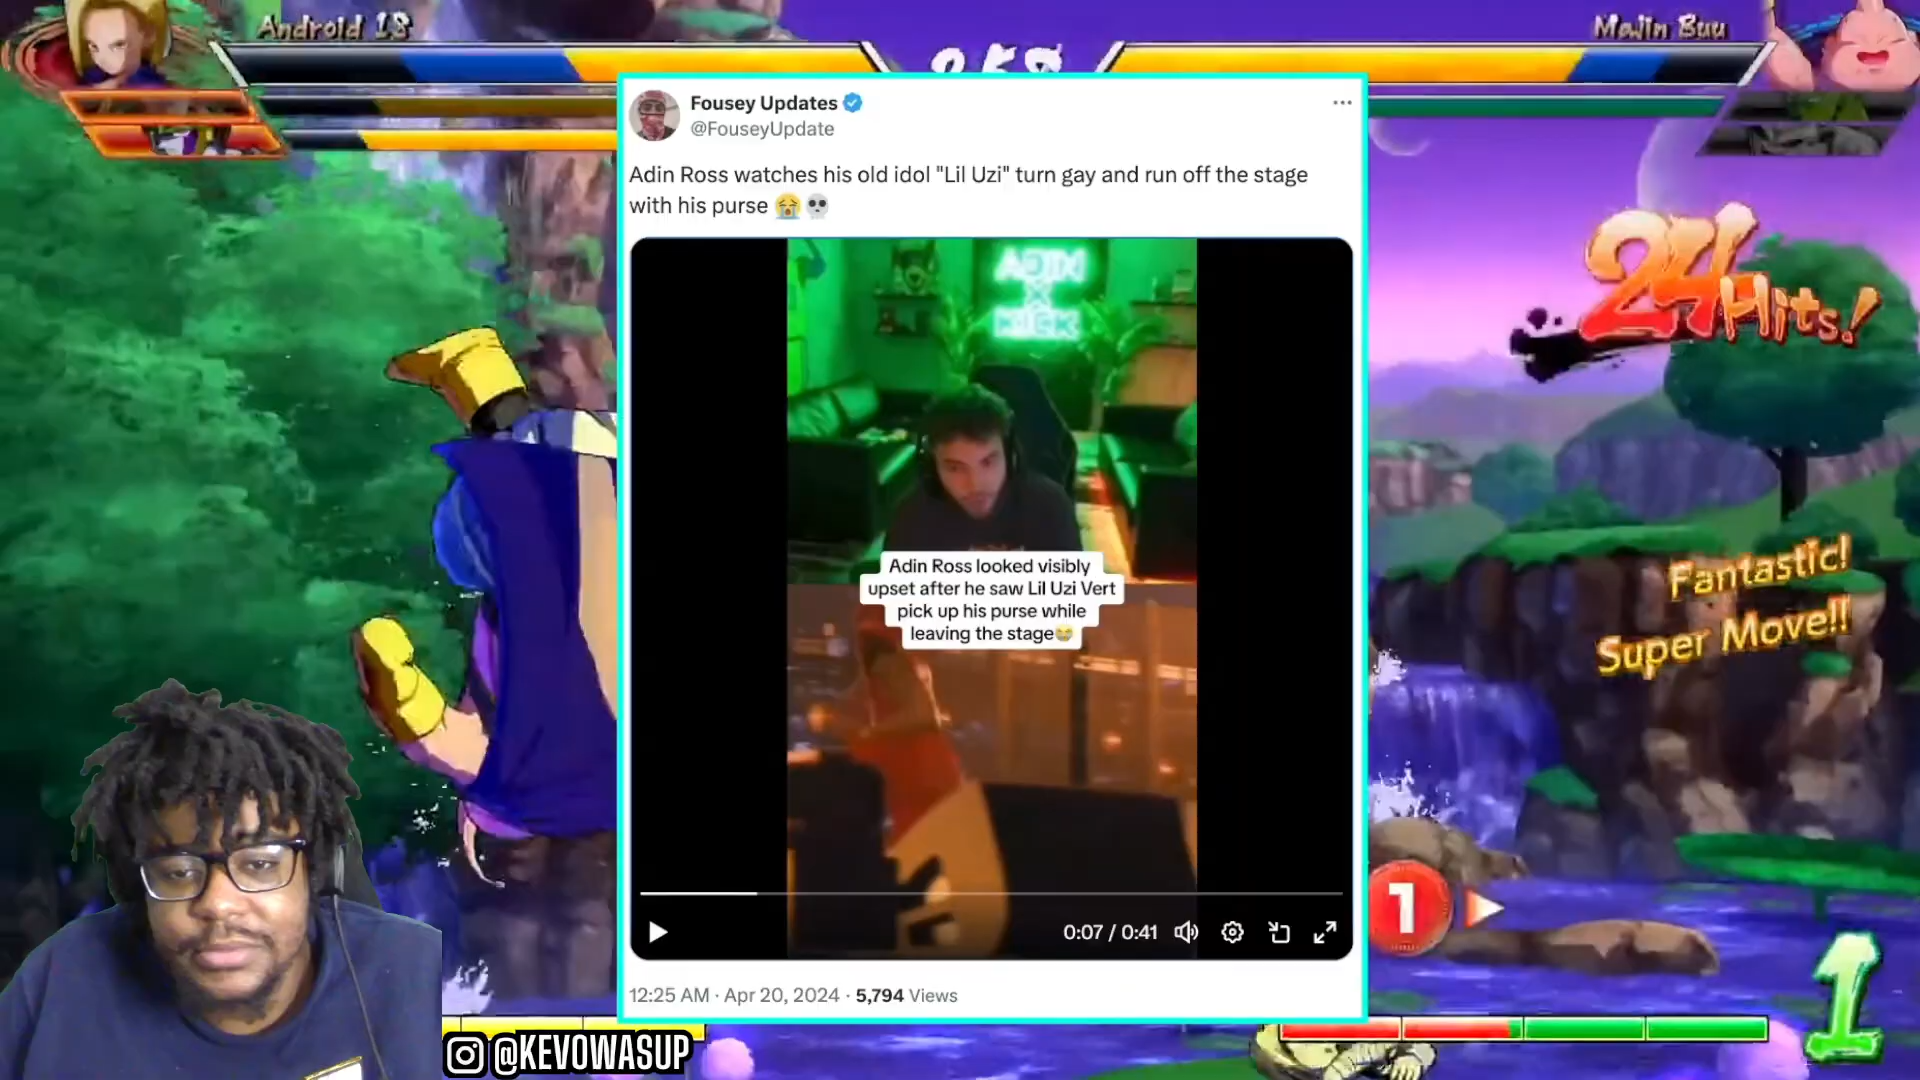 Android 18
Majin Buu
Fousey Updates
@FouseyUpdate
Adin Ross watches his old idol "Lil Uzi" turn gay and run off the stage
with his purse 😭💀
ADIN
X
KICK
24 Hits!
Adin Ross looked visibly
upset after he saw Lil Uzi Vert
pick up his purse while
leaving the stage😂
Fantastic!
Super Move!!
1
0:07 / 0:41
12:25 AM · Apr 20, 2024 · 5,794 Views
1
@KEVOWASUP